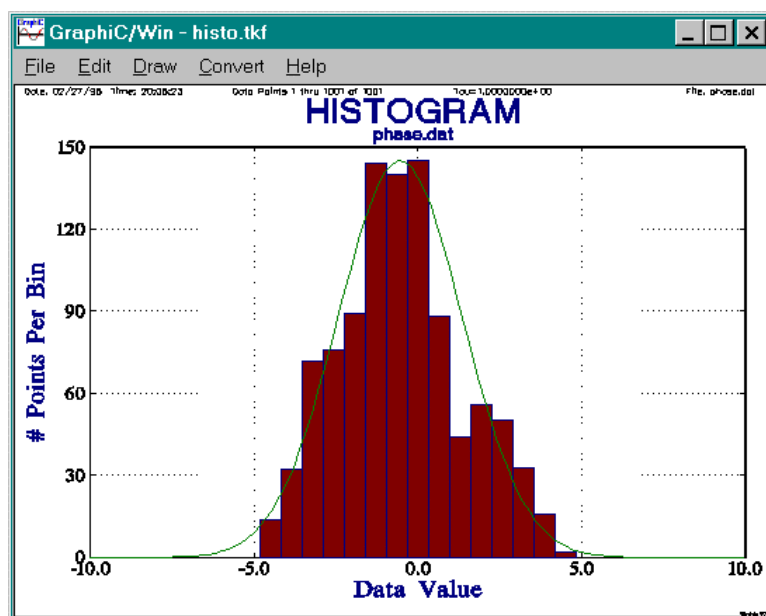 GraphiC/Win - histo.tkf
File Edit Draw Convert Help
Date: 02/27/96 Time: 20:06:23 Data Points 1 thru 1001 of 1001 Tau=1.0000000e+00 File: phase.dat
HISTOGRAM
phase.dat
150
120
90
60
30
0
# Points Per Bin
-10.0 -5.0 0.0 5.0 10.0
Data Value